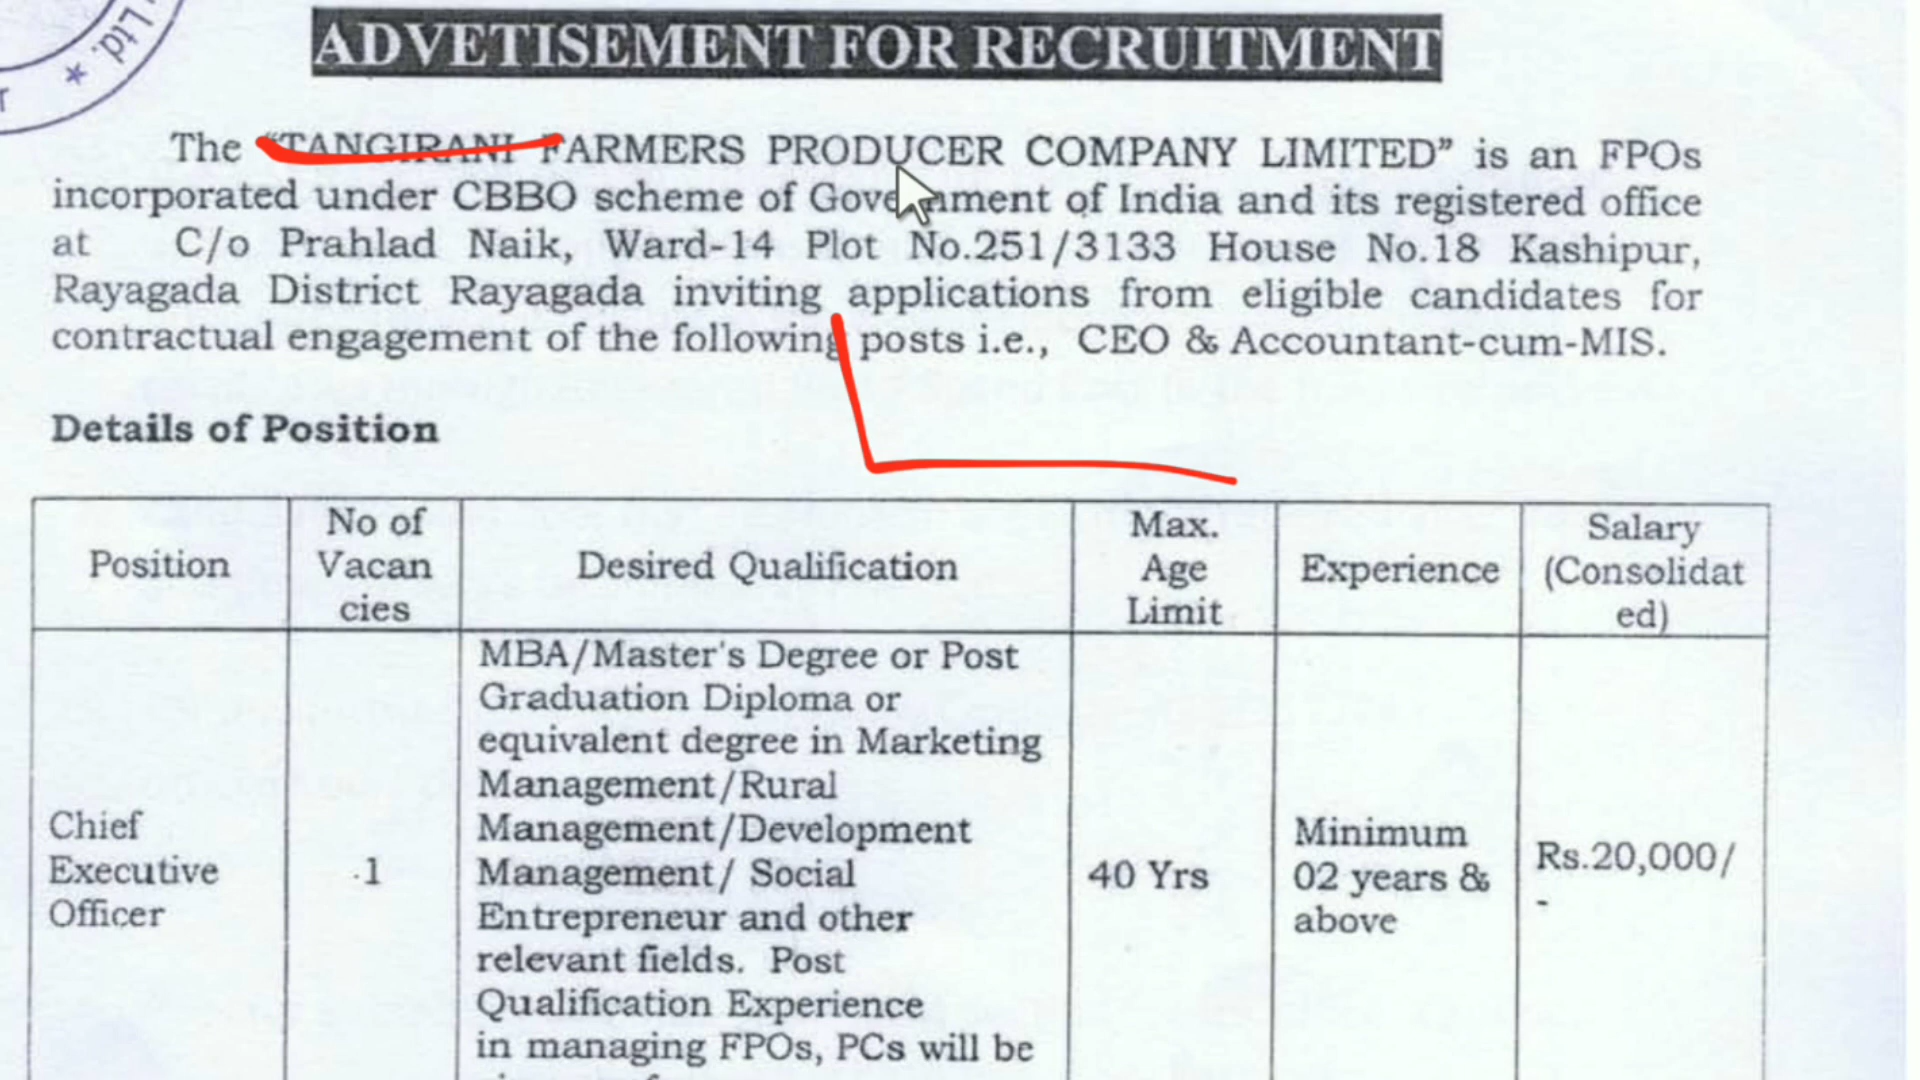 Ltd.
ADVETISEMENT FOR RECRUITMENT
The “TANGIRANI FARMERS PRODUCER COMPANY LIMITED” is an FPOs
incorporated under CBBO scheme of Government of India and its registered office
at C/o Prahlad Naik, Ward-14 Plot No.251/3133 House No.18 Kashipur,
Rayagada District Rayagada inviting applications from eligible candidates for
contractual engagement of the following posts i.e., CEO & Accountant-cum-MIS.
Details of Position
Position
No of
Vacan
cies
Desired Qualification
Max.
Age
Limit
Experience
Salary
(Consolidat
ed)
Chief
Executive
Officer
1
MBA/Master's Degree or Post
Graduation Diploma or
equivalent degree in Marketing
Management/Rural
Management/Development
Management/ Social
Entrepreneur and other
relevant fields. Post
Qualification Experience
in managing FPOs, PCs will be
40 Yrs
Minimum
02 years &
above
Rs.20,000/
-